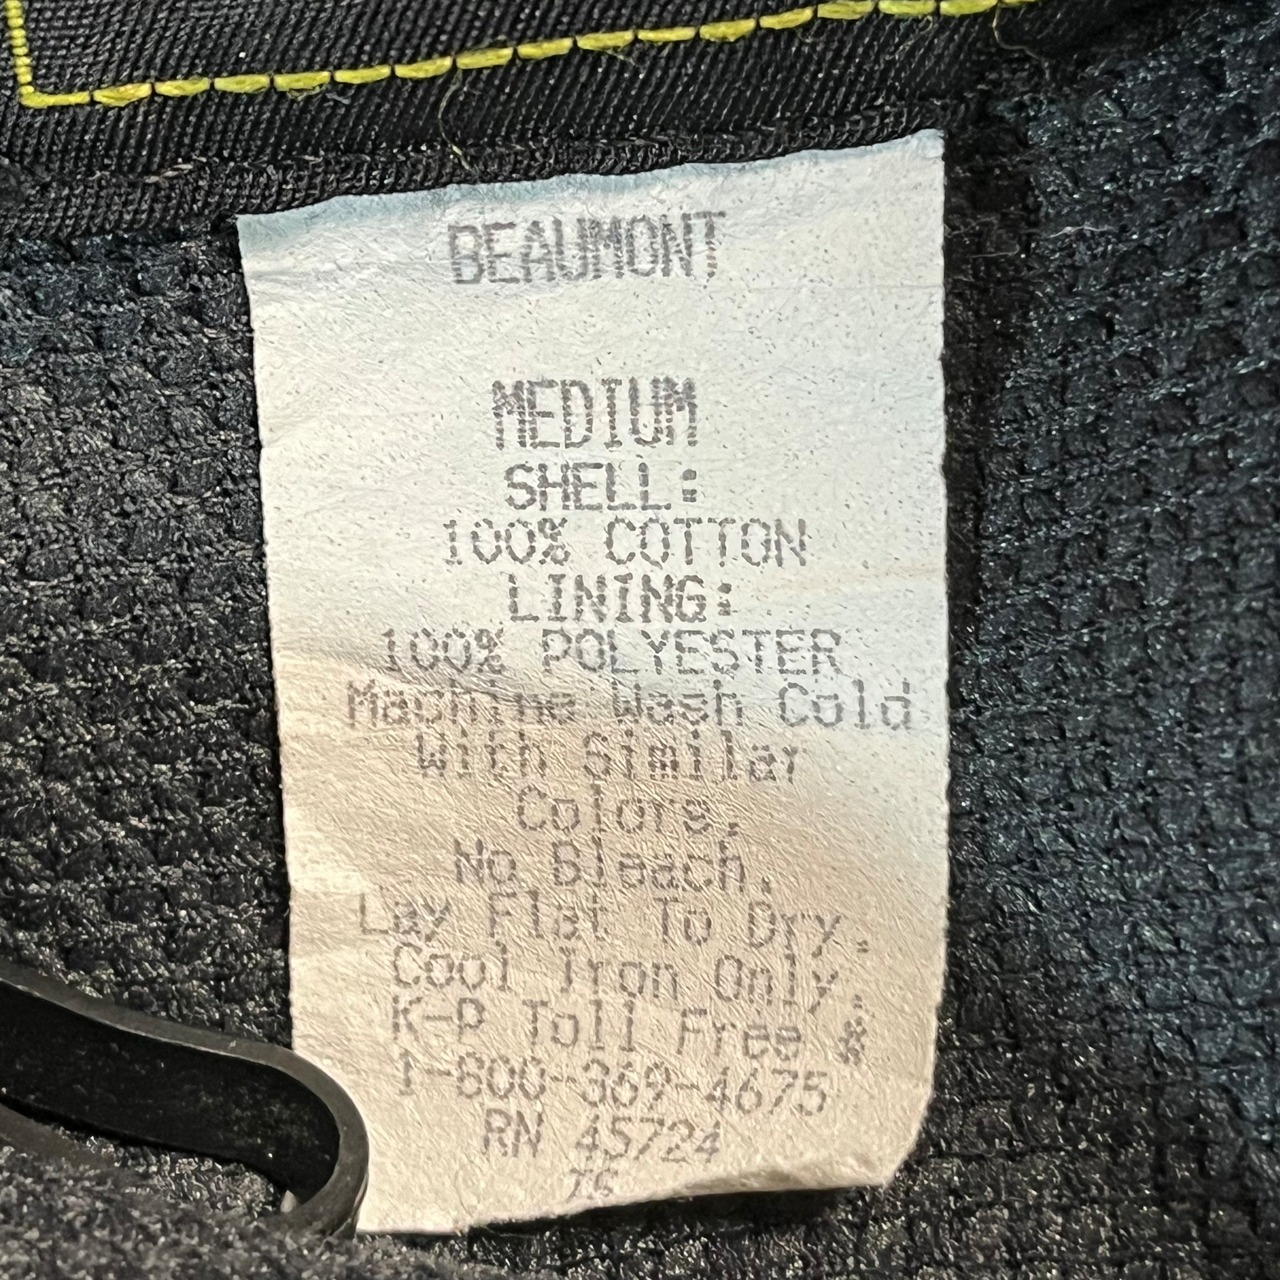 BEAUMONT
MEDIUM
SHELL:
100% COTTON
LINING:
100% POLYESTER
Machine Wash Cold
With Similar
Colors.
No Bleach.
Lay Flat To Dry.
Cool Iron Only.
K-P Toll Free #
1-800-369-4675
RN 45724